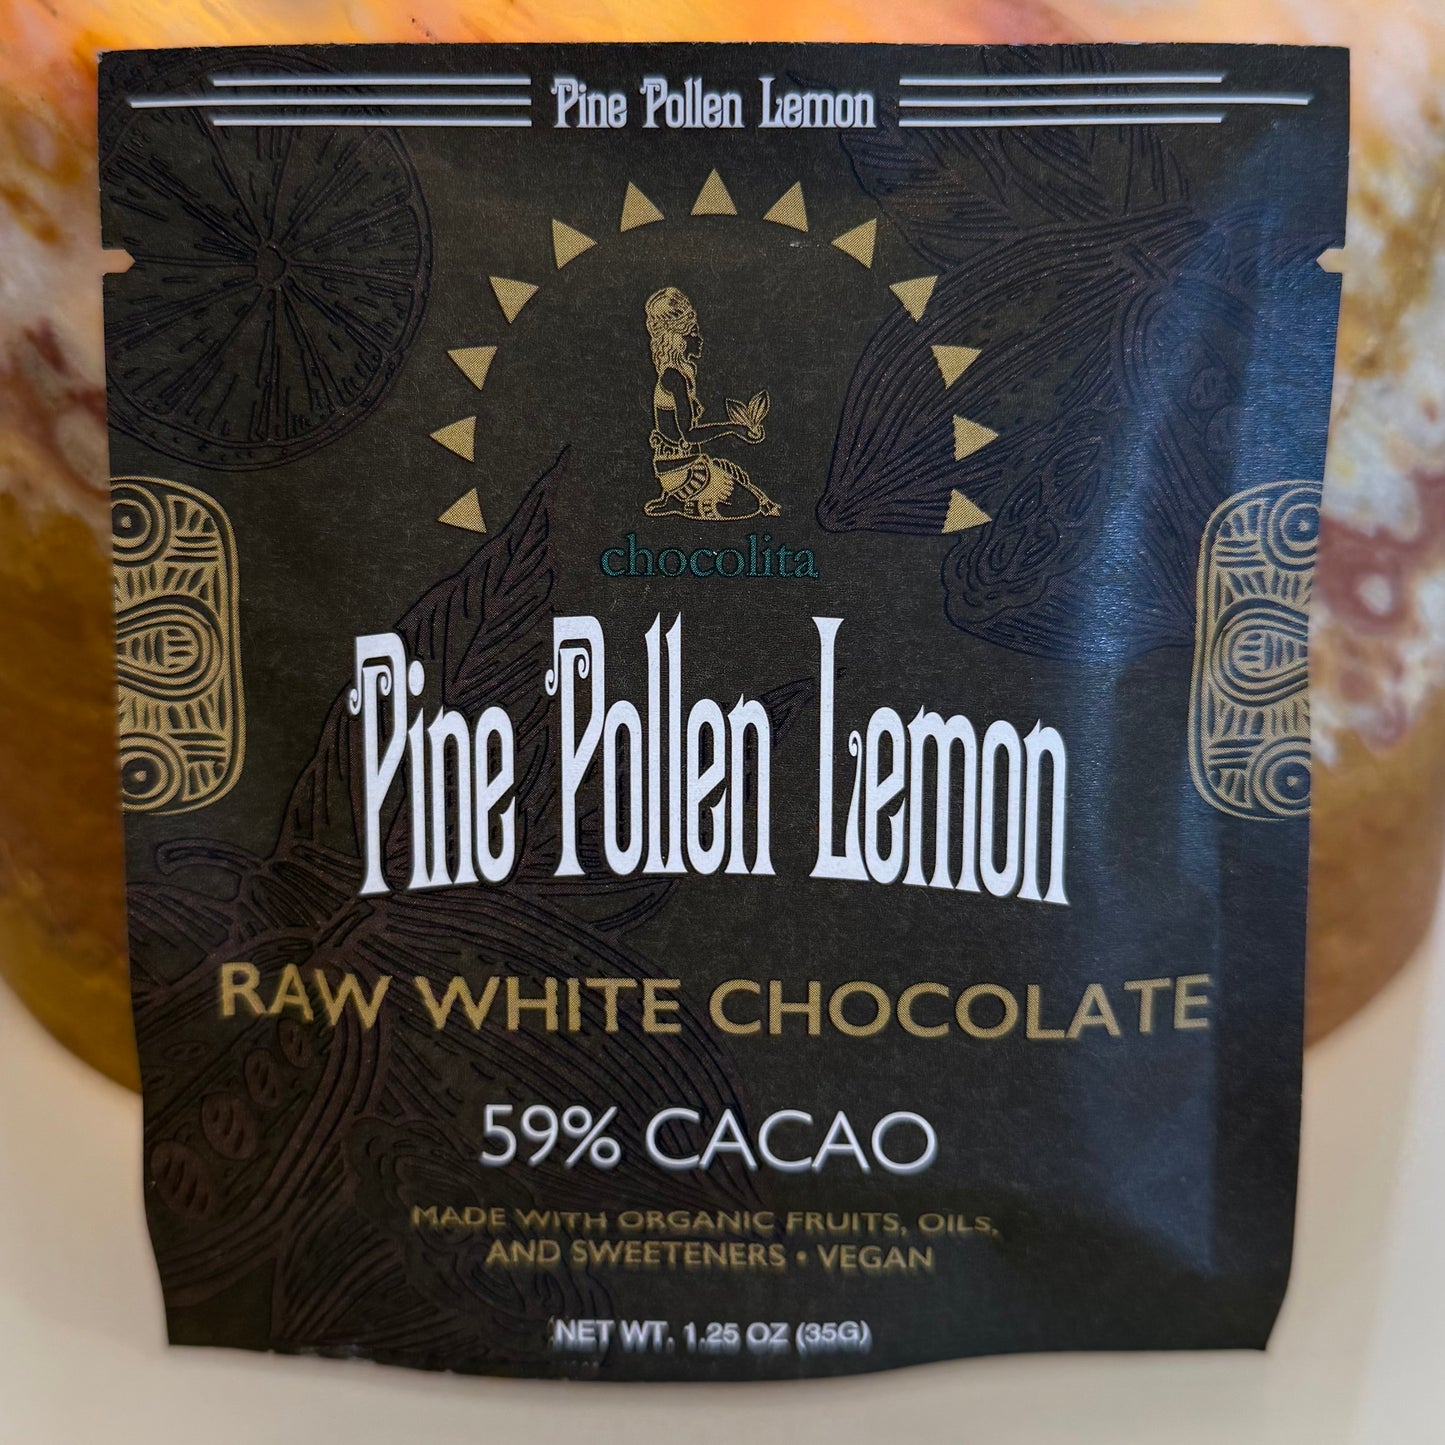 Pine Pollen Lemon
chocolita
Pine Pollen Lemon
RAW WHITE CHOCOLATE
59% CACAO
MADE WITH ORGANIC FRUITS, OILS,
AND SWEETENERS • VEGAN
NET WT. 1.25 OZ (35G)